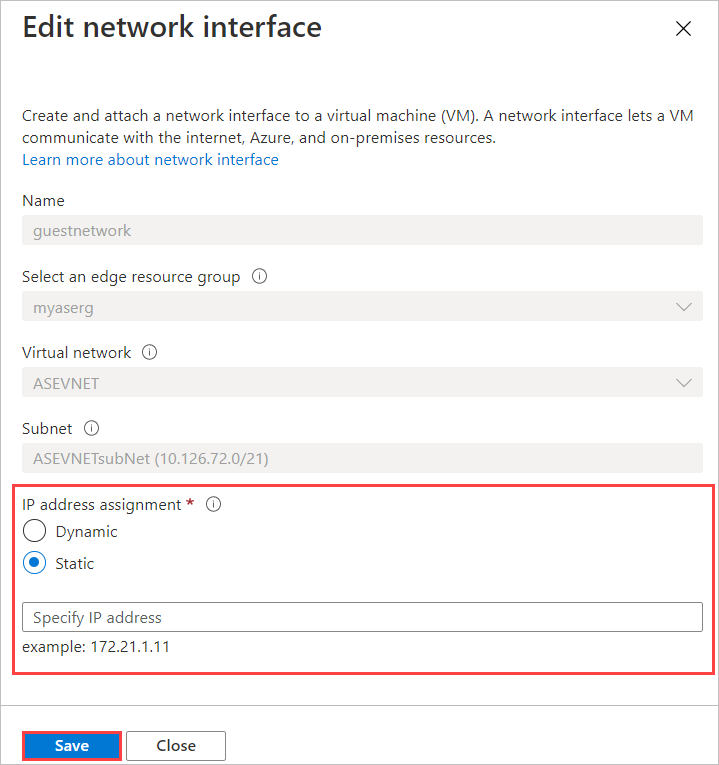 Edit network interface
Create and attach a network interface to a virtual machine (VM). A network interface lets a VM
communicate with the internet, Azure, and on-premises resources.
Learn more about network interface
Name
guestnetwork
Select an edge resource group
myaserg
Virtual network
ASEVNET
Subnet
ASEVNETsubNet (10.126.72.0/21)
IP address assignment *
Dynamic
Static
Specify IP address
example: 172.21.1.11
Save Close